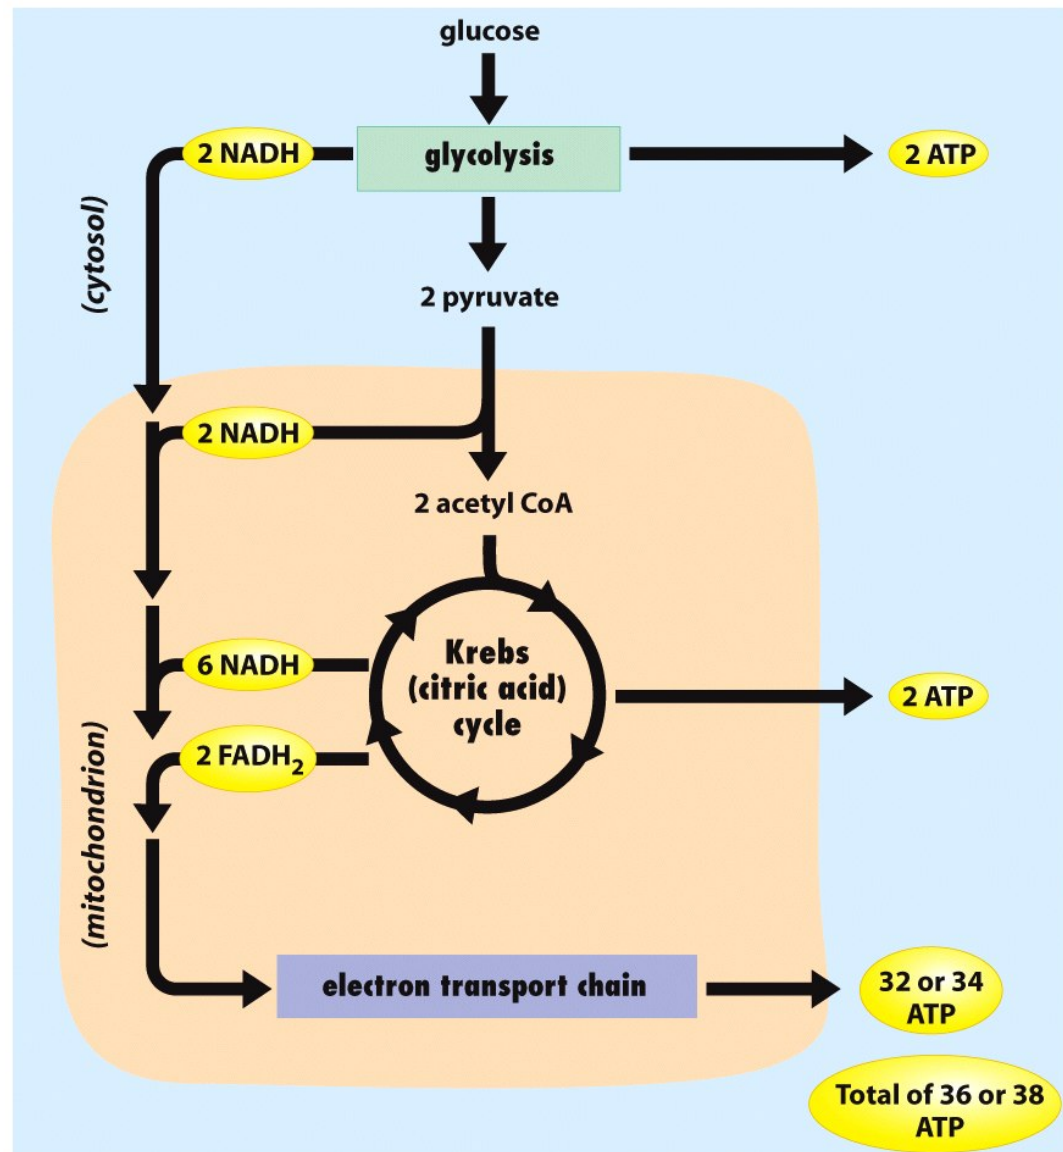 glucose
2 NADH
glycolysis
2 ATP
(cytosol)
2 pyruvate
2 NADH
2 acetyl CoA
6 NADH
Krebs
(citric acid)
cycle
2 ATP
2 FADH₂
(mitochondrion)
electron transport chain
32 or 34
ATP
Total of 36 or 38
ATP